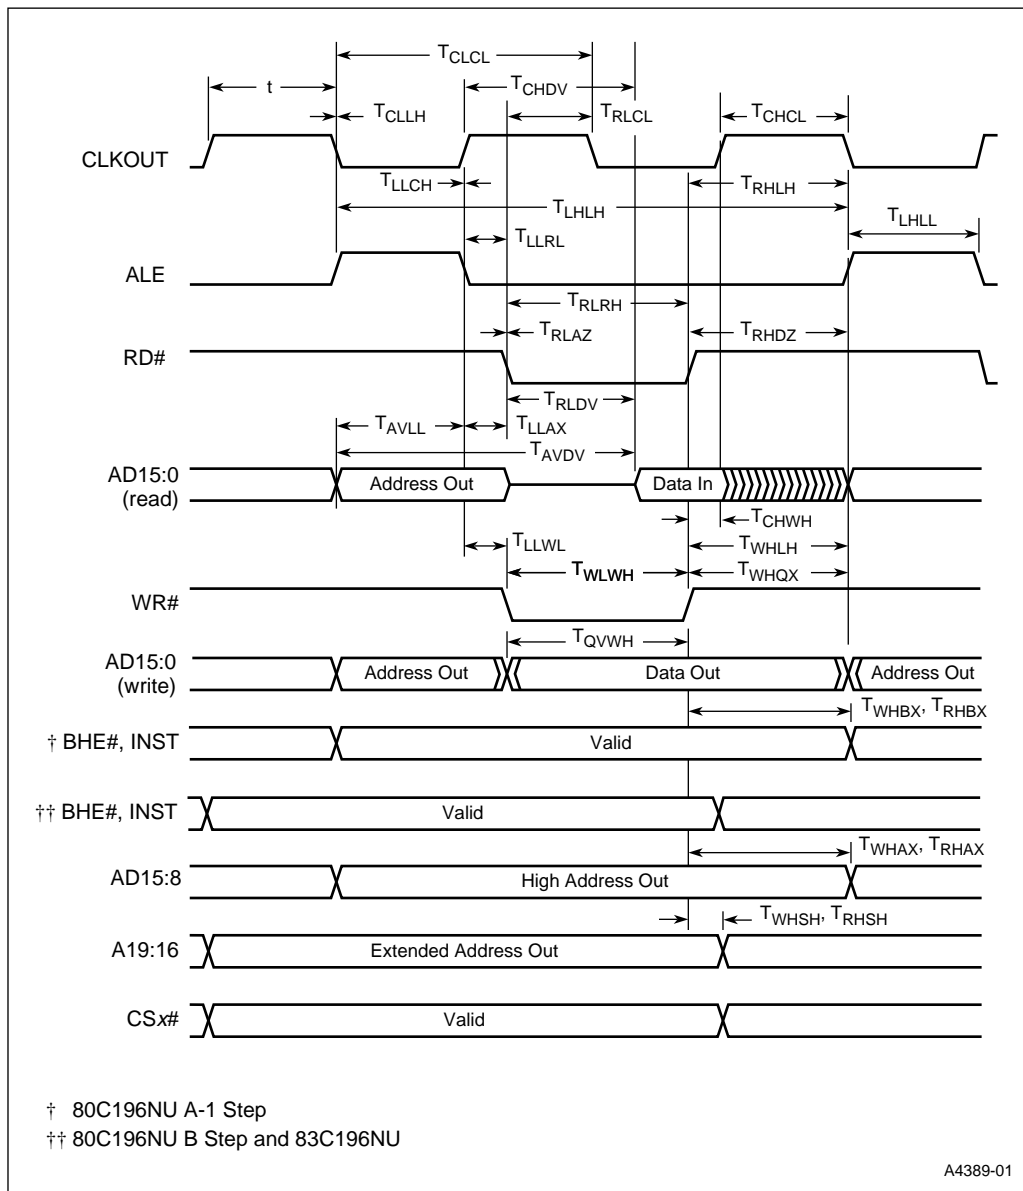 T_CLCL
t
T_CHDV
T_CLLH
T_RLCL
T_CHCL
CLKOUT
T_LLCH
T_RHLH
T_LHLH
T_LHLL
T_LLRL
ALE
T_RLRH
T_RLAZ
T_RHDZ
RD#
T_RLDV
T_AVLL
T_LLAX
T_AVDV
AD15:0
(read)
Address Out
Data In
T_CHWH
T_LLWL
T_WHLH
T_WLWH
T_WHQX
WR#
T_QVWH
AD15:0
(write)
Address Out
Data Out
Address Out
T_WHBX, T_RHBX
† BHE#, INST
Valid
†† BHE#, INST
Valid
T_WHAX, T_RHAX
AD15:8
High Address Out
T_WHSH, T_RHSH
A19:16
Extended Address Out
CSx#
Valid
† 80C196NU A-1 Step
†† 80C196NU B Step and 83C196NU
A4389-01